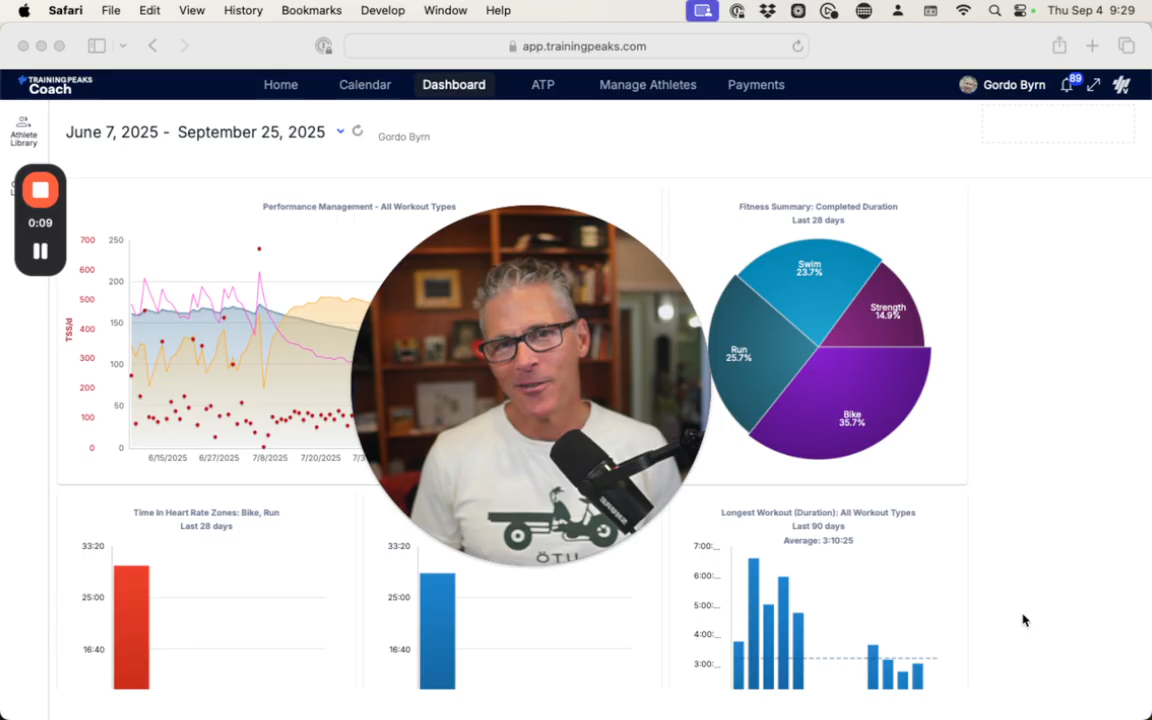 Safari File Edit View History Bookmarks Develop Window Help Thu Sep 4 9:29
app.trainingpeaks.com
TRAININGPEAKS
Coach
Home Calendar Dashboard ATP Manage Athletes Payments Gordo Byrn 89
Athlete
Library
June 7, 2025 - September 25, 2025 Gordo Byrn
0:09
Performance Management - All Workout Types
TSS/d
700 250
600
200
500
400 150
300 100
200
50
100
0 0
6/15/2025 6/27/2025 7/8/2025 7/20/2025
Fitness Summary: Completed Duration
Last 28 days
Swim
23.7%
Strength
14.9%
Run
25.7%
Bike
35.7%
ÖTU
Time In Heart Rate Zones: Bike, Run
Last 28 days
33:20
25:00
16:40
33:20
25:00
16:40
Longest Workout (Duration): All Workout Types
Last 90 days
Average: 3:10:25
7:00:...
6:00:...
5:00:...
4:00:...
3:00:...